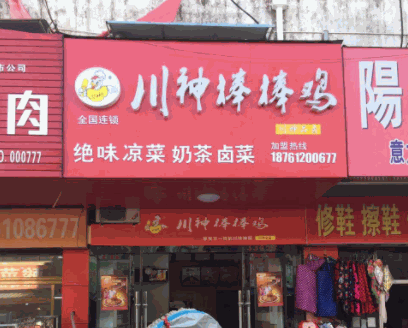 市公司
肉
0.000777
川神棒棒鸡
全国连锁
绝味凉菜 奶茶卤菜
加盟热线
18761200677
陽
意
1086777
川神棒棒鸡
修鞋 擦鞋